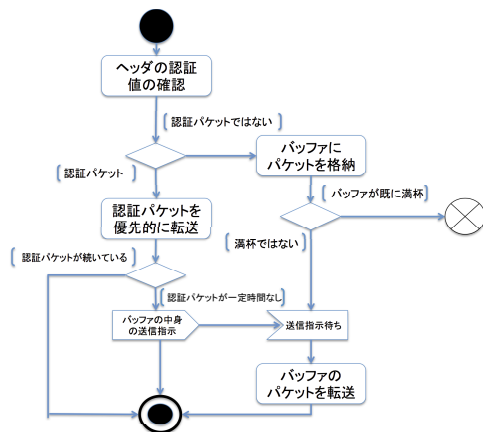 ヘッダの認証
値の確認
認証パケットではない
バッファに
パケットを格納
認証パケット
バッファが既に満杯
認証パケットを
優先的に転送
満杯ではない
認証パケットが続いている
認証パケットが一定時間なし
バッファの中身
の送信指示
送信指示待ち
バッファの
パケットを転送